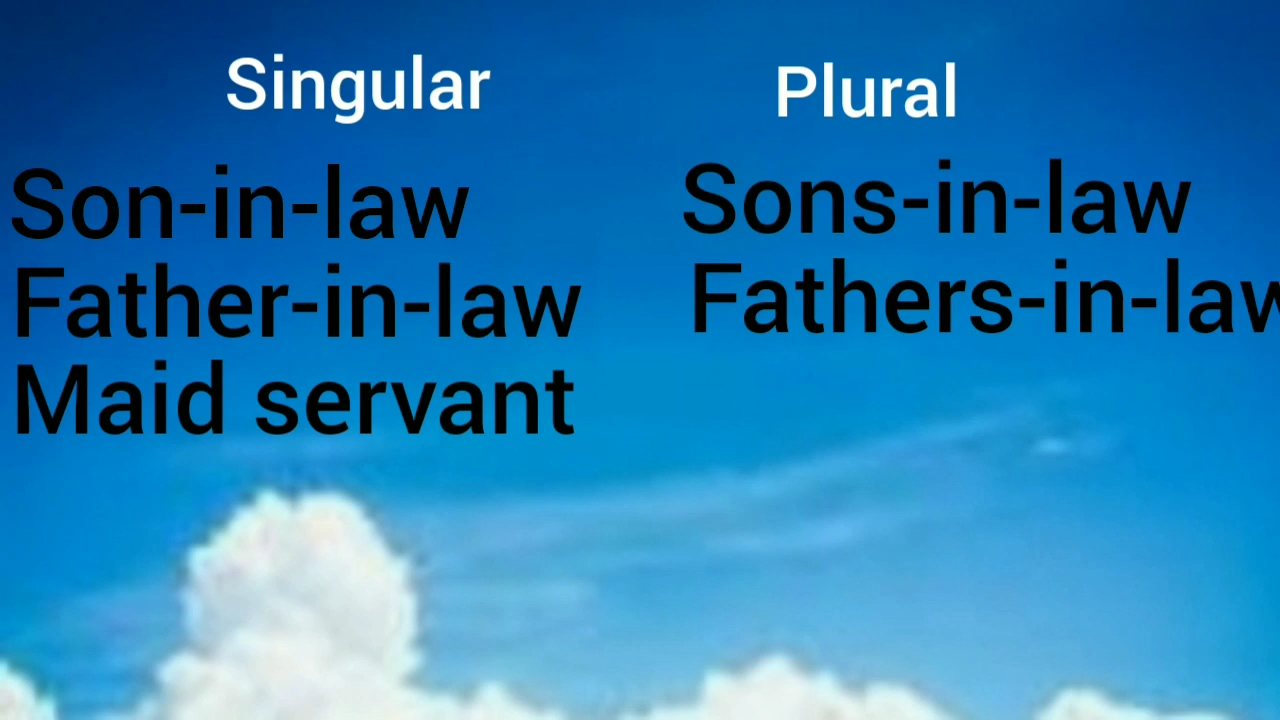 Singular Plural
Son-in-law Sons-in-law
Father-in-law Fathers-in-law
Maid servant